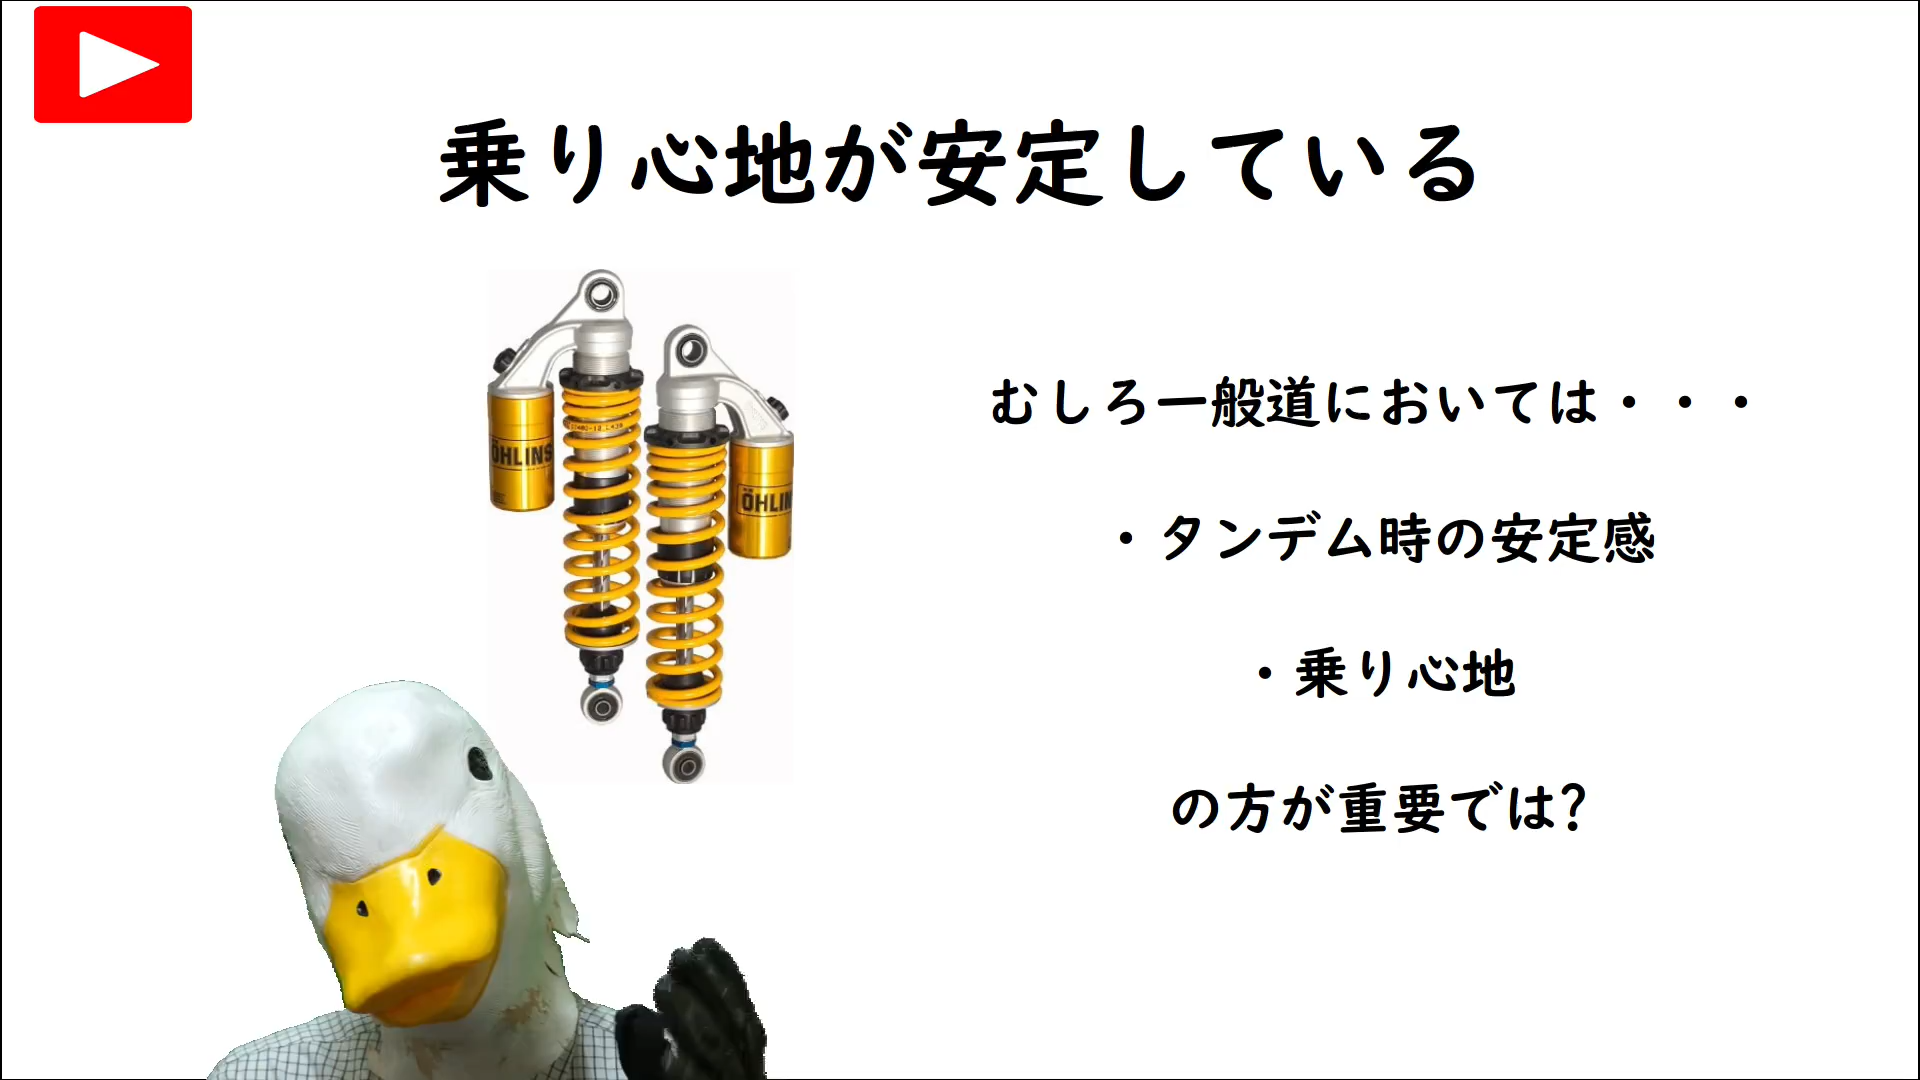 乗り心地が安定している
ÖHLINS
ÖHLIN
むしろ一般道においては・・・
・タンデム時の安定感
・乗り心地
の方が重要では?